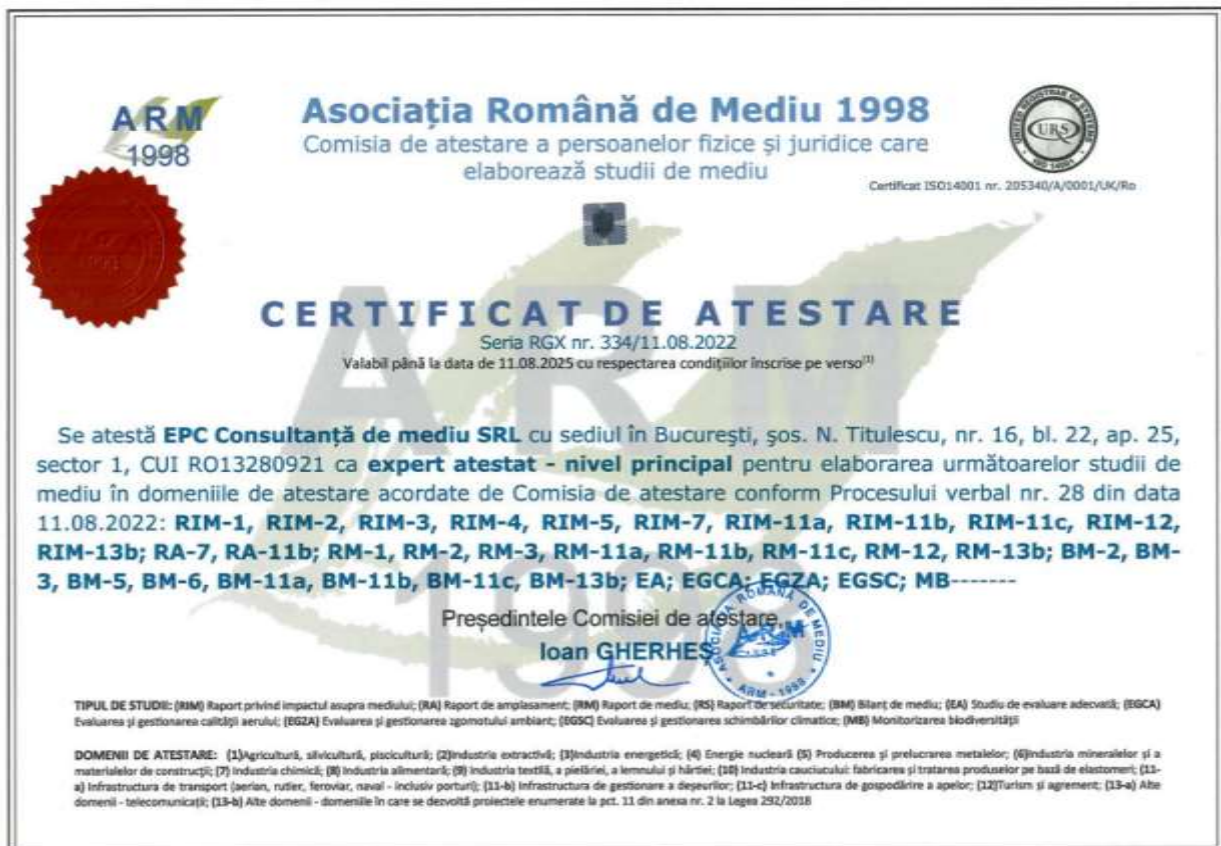 ARM
1998
Asociația Română de Mediu 1998
Comisia de atestare a persoanelor fizice și juridice care
elaborează studii de mediu
UNITED REGISTRAR OF SYSTEMS
URS
ISO 14001
Certificat ISO14001 nr. 205340/A/0001/UK/Ro
CERTIFICAT DE ATESTARE
Seria RGX nr. 334/11.08.2022
Valabil până la data de 11.08.2025 cu respectarea condițiilor înscrise pe verso(1)
Se atestă EPC Consultanță de mediu SRL cu sediul în București, șos. N. Titulescu, nr. 16, bl. 22, ap. 25,
sector 1, CUI RO13280921 ca expert atestat - nivel principal pentru elaborarea următoarelor studii de
mediu în domeniile de atestare acordate de Comisia de atestare conform Procesului verbal nr. 28 din data
11.08.2022: RIM-1, RIM-2, RIM-3, RIM-4, RIM-5, RIM-7, RIM-11a, RIM-11b, RIM-11c, RIM-12,
RIM-13b; RA-7, RA-11b; RM-1, RM-2, RM-3, RM-11a, RM-11b, RM-11c, RM-12, RM-13b; BM-2, BM-
3, BM-5, BM-6, BM-11a, BM-11b, BM-11c, BM-13b; EA; EGCA; EGZA; EGSC; MB-------
Președintele Comisiei de atestare,
Ioan GHERHEȘ
ASOCIAȚIA ROMÂNĂ DE MEDIU
ARM
ARM - 1998
TIPUL DE STUDII: (RIM) Raport privind impactul asupra mediului; (RA) Raport de amplasament; (RM) Raport de mediu; (RS) Raport de securitate; (BM) Bilanț de mediu; (EA) Studiu de evaluare adecvată; (EGCA)
Evaluarea și gestionarea calității aerului; (EGZA) Evaluarea și gestionarea zgomotului ambiant; (EGSC) Evaluarea și gestionarea schimbărilor climatice; (MB) Monitorizarea biodiversității
DOMENII DE ATESTARE: (1)Agricultură, silvicultură, piscicultură; (2)Industria extractivă; (3)Industria energetică; (4) Energie nucleară (5) Producerea și prelucrarea metalelor; (6)Industria mineralelor și a
materialelor de construcții; (7) Industria chimică; (8) Industria alimentară; (9) Industria textilă, a pielăriei, a lemnului și hârtiei; (10) Industria cauciucului: fabricarea și tratarea produselor pe bază de elastomeri; (11-
a) Infrastructura de transport (aerian, rutier, feroviar, naval - inclusiv porturi); (11-b) Infrastructura de gestionare a deșeurilor; (11-c) Infrastructura de gospodărire a apelor; (12)Turism și agrement; (13-a) Alte
domenii - telecomunicații; (13-b) Alte domenii - domeniile în care se dezvoltă proiectele enumerate la pct. 11 din anexa nr. 2 la Legea 292/2018